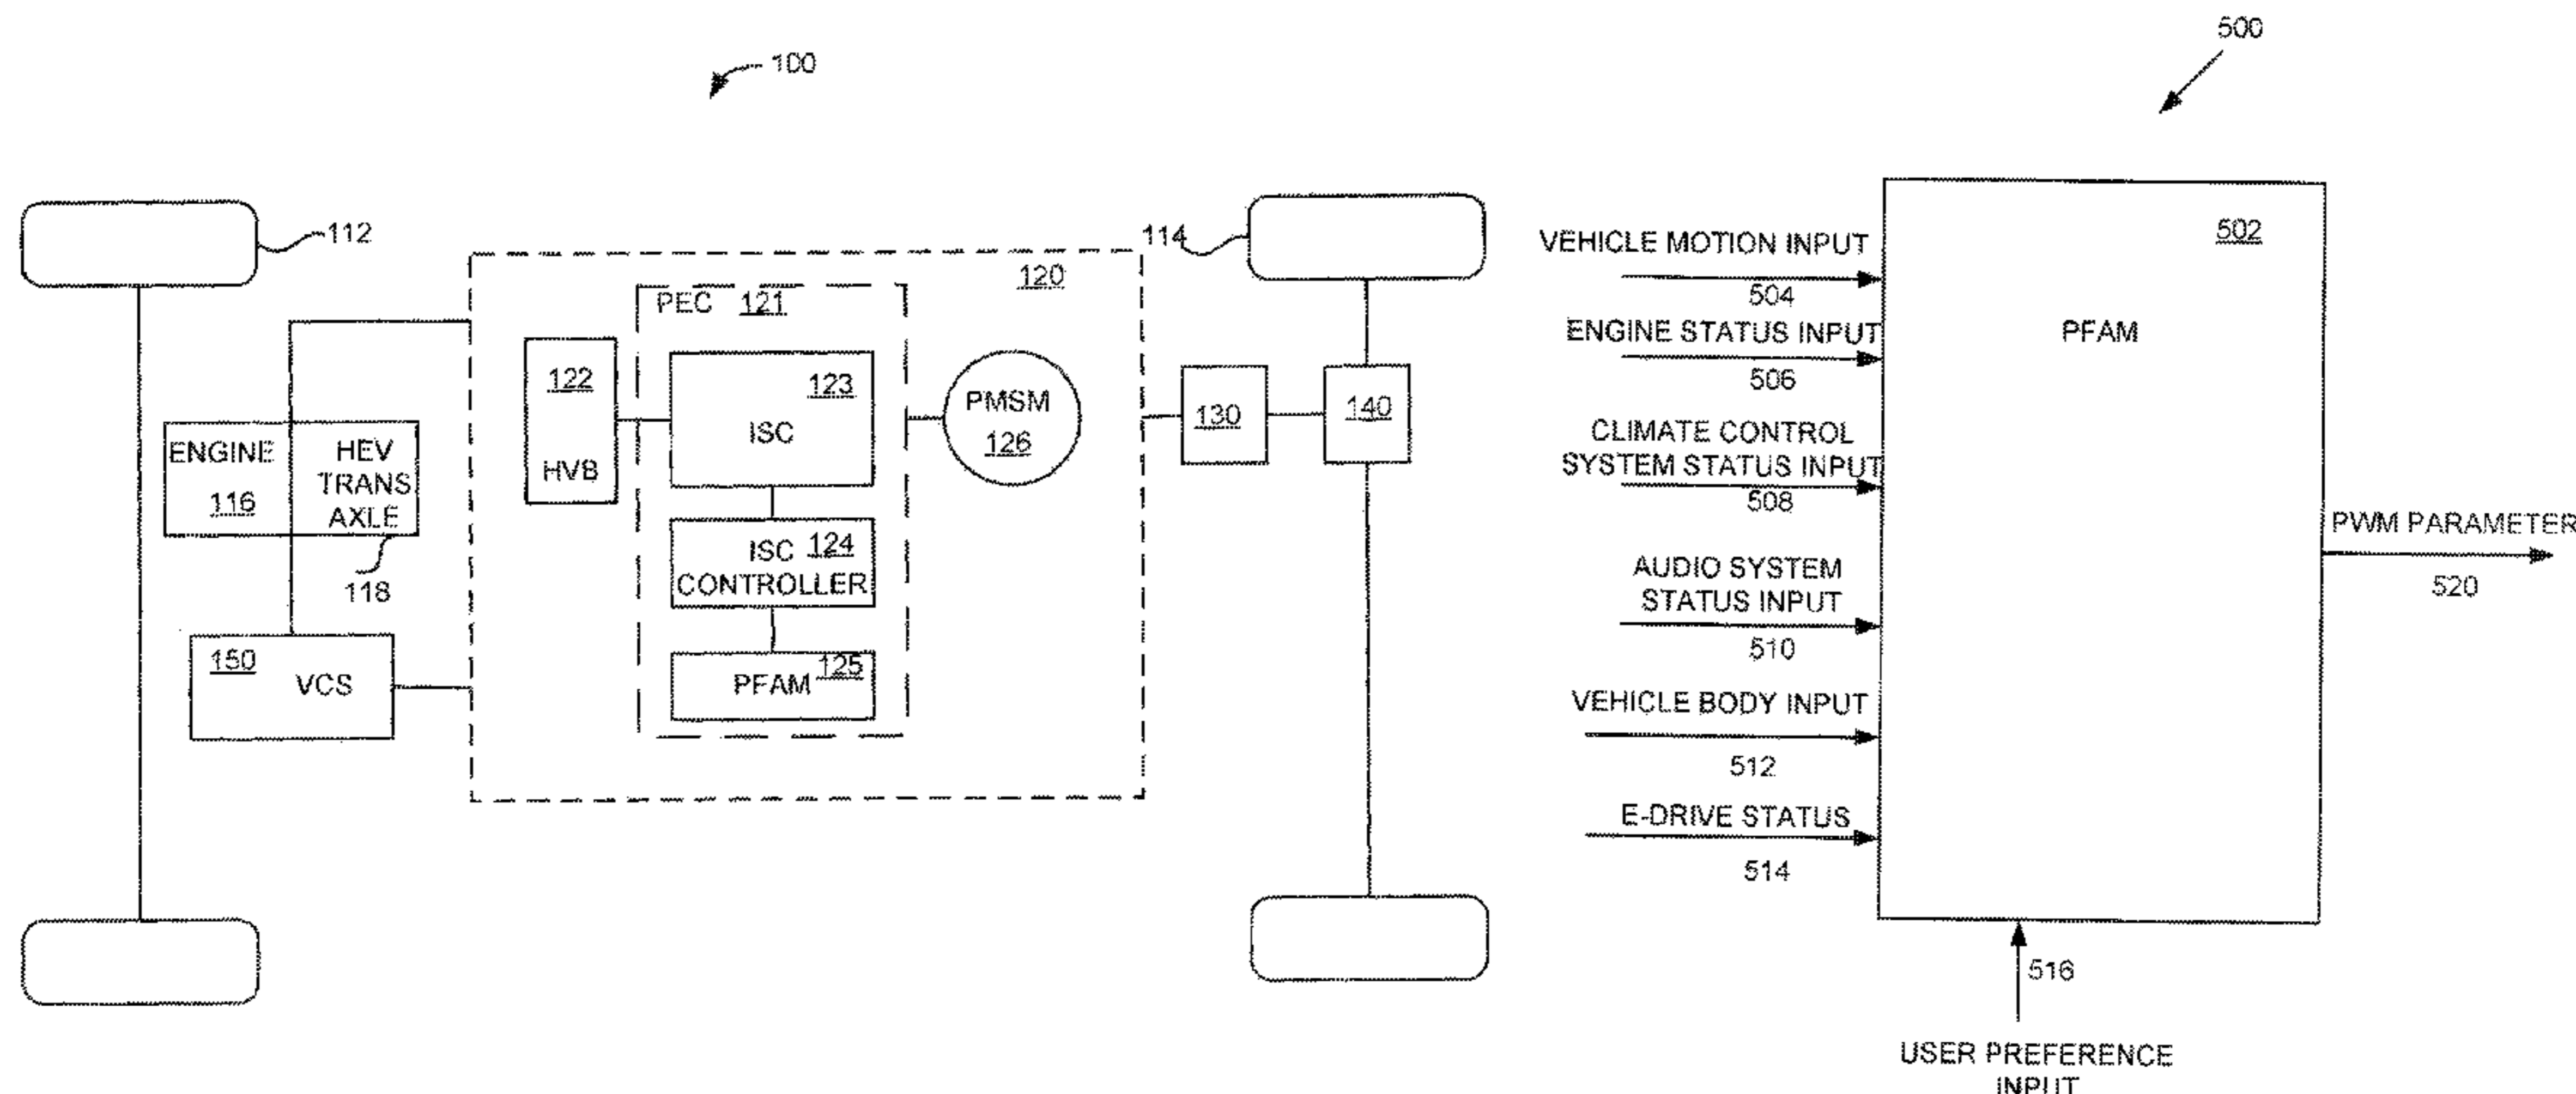 100
112
114
120
PEC 121
122
HVB
123
ISC
ISC 124
CONTROLLER
125
PFAM
PMSM
126
130
140
ENGINE
116
HEV
TRANS
AXLE
118
150
VCS
500
502
PFAM
VEHICLE MOTION INPUT
504
ENGINE STATUS INPUT
506
CLIMATE CONTROL
SYSTEM STATUS INPUT
508
AUDIO SYSTEM
STATUS INPUT
510
VEHICLE BODY INPUT
512
E-DRIVE STATUS
514
516
USER PREFERENCE
INPUT
PWM PARAMETER
520